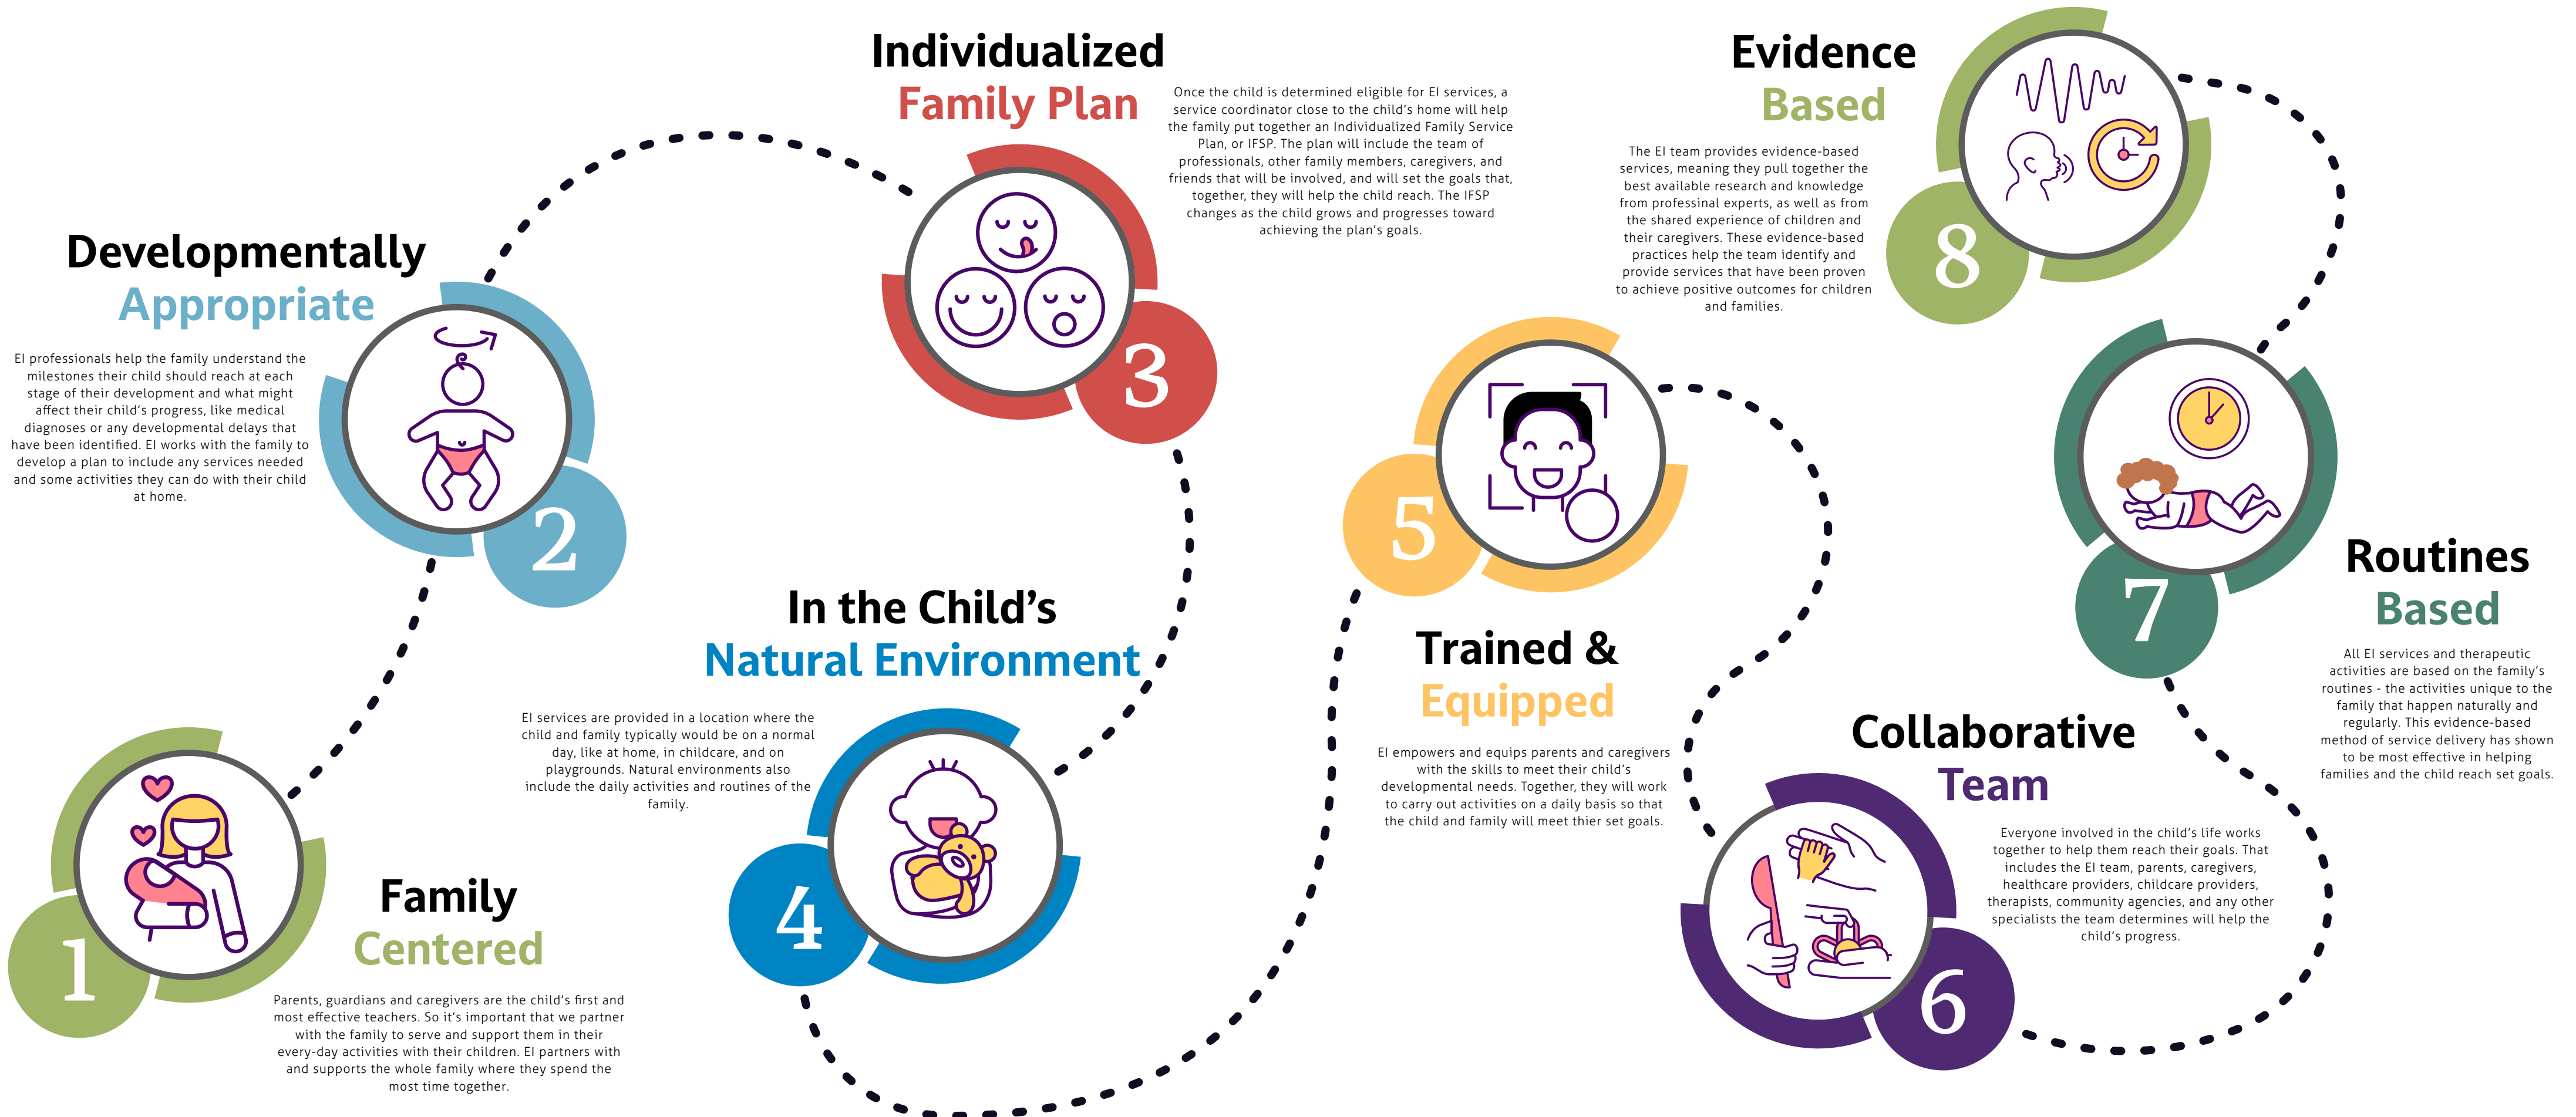 Family
Centered
1
Parents, guardians and caregivers are the child's first and
most effective teachers. So it's important that we partner
with the family to serve and support them in their
every-day activities with their children. EI partners with
and supports the whole family where they spend the
most time together.
Developmentally
Appropriate
2
EI professionals help the family understand the
milestones their child should reach at each
stage of their development and what might
affect their child's progress, like medical
diagnoses or any developmental delays that
have been identified. EI works with the family to
develop a plan to include any services needed
and some activities they can do with their child
at home.
Individualized
Family Plan
3
Once the child is determined eligible for EI services, a
service coordinator close to the child's home will help
the family put together an Individualized Family Service
Plan, or IFSP. The plan will include the team of
professionals, other family members, caregivers, and
friends that will be involved, and will set the goals that,
together, they will help the child reach. The IFSP
changes as the child grows and progresses toward
achieving the plan's goals.
In the Child's
Natural Environment
4
EI services are provided in a location where the
child and family typically would be on a normal
day, like at home, in childcare, and on
playgrounds. Natural environments also
include the daily activities and routines of the
family.
5
Trained &
Equipped
EI empowers and equips parents and caregivers
with the skills to meet their child's
developmental needs. Together, they will work
to carry out activities on a daily basis so that
the child and family will meet thier set goals.
Collaborative
Team
6
Everyone involved in the child's life works
together to help them reach their goals. That
includes the EI team, parents, caregivers,
healthcare providers, childcare providers,
therapists, community agencies, and any other
specialists the team determines will help the
child's progress.
7
Routines
Based
All EI services and therapeutic
activities are based on the family's
routines - the activities unique to the
family that happen naturally and
regularly. This evidence-based
method of service delivery has shown
to be most effective in helping
families and the child reach set goals.
Evidence
Based
8
The EI team provides evidence-based
services, meaning they pull together the
best available research and knowledge
from professinal experts, as well as from
the shared experience of children and
their caregivers. These evidence-based
practices help the team identify and
provide services that have been proven
to achieve positive outcomes for children
and families.